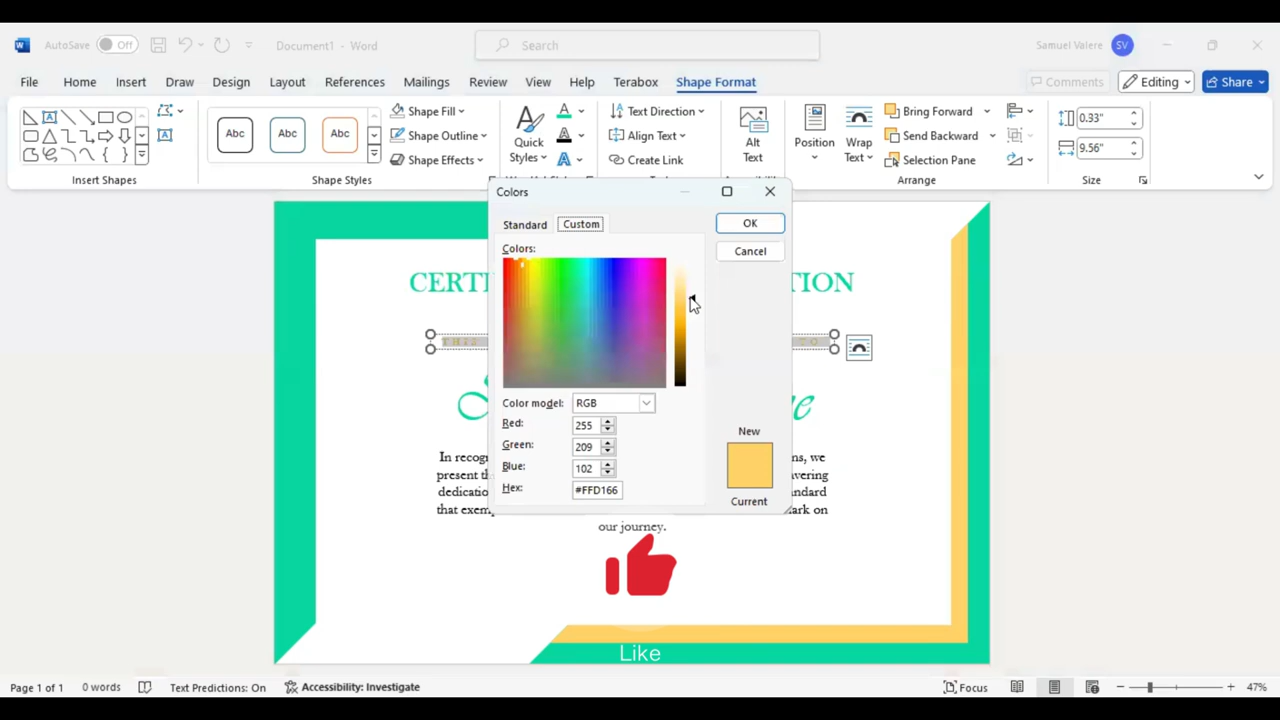 AutoSave Off Document1 - Word Search Samuel Valere SV
File Home Insert Draw Design Layout References Mailings Review View Help Terabox Shape Format Comments Editing Share
Abc Abc Abc
Shape Fill
Shape Outline
Shape Effects
Quick Styles
A
A
A
Text Direction
Align Text
Create Link
Alt Text
Position
Wrap Text
Bring Forward
Send Backward
Selection Pane
0.33"
9.56"
Insert Shapes Shape Styles Arrange Size
Colors
Standard Custom OK
Cancel
Colors:
Color model: RGB
Red: 255
Green: 209
Blue: 102
Hex: #FFD166
New
Current
CERTI TION
THIS TO
In recog ns, we
present th vering
dedicatio ndard
that exemp ark on
our journey.
Like
Page 1 of 1 0 words Text Predictions: On Accessibility: Investigate Focus 47%